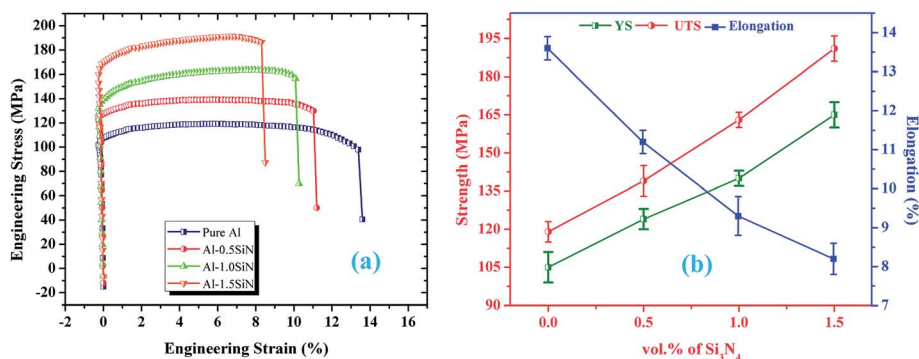 Engineering Stress (MPa)
200
180
160
140
120
100
80
60
40
20
0
-20
-2 0 2 4 6 8 10 12 14 16
Engineering Strain (%)
Pure Al
Al-0.5SiN
Al-1.0SiN
Al-1.5SiN
(a)
YS UTS Elongation
Strength (MPa)
195
180
165
150
135
120
105
90
0.0 0.5 1.0 1.5
vol.% of Si3N4
14
13
12
11
10
9
8
7
Elongation (%)
(b)